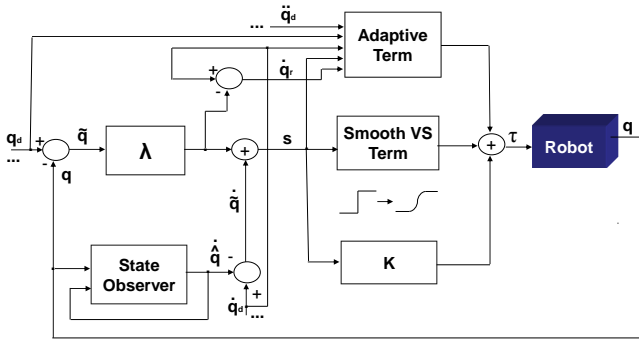 ... q̈d
Adaptive
Term
+
-
q̇r
qd
...
+
-
q̃
λ
+
s
Smooth VS
Term
+
τ
Robot
q
q
q̃̇
State
Observer
q̂̇
-
+
q̇d
...
K